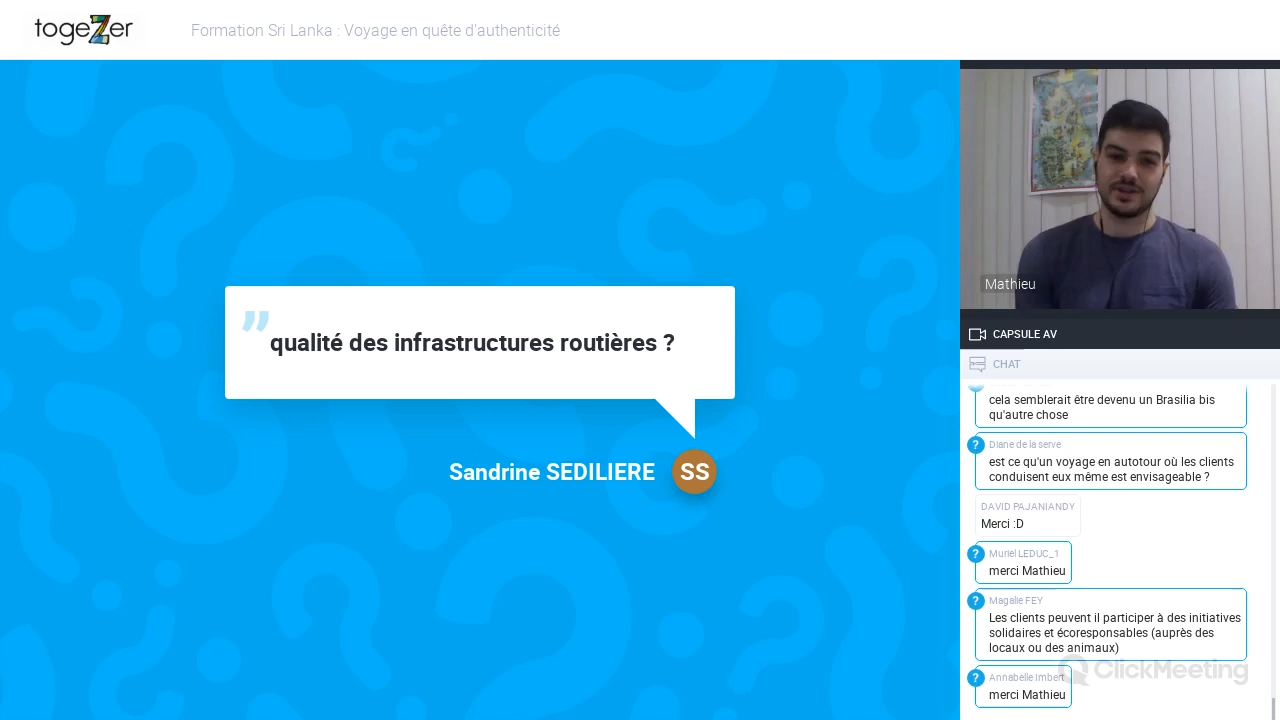 togeZzer
Formation Sri Lanka : Voyage en quête d'authenticité
qualité des infrastructures routières ?
Sandrine SEDILIERE
SS
Mathieu
CAPSULE AV
CHAT
cela semblerait être devenu un Brasilia bis
qu'autre chose
?
Diane de la serve
est ce qu'un voyage en autotour où les clients
conduisent eux même est envisageable ?
DAVID PAJANIANDY
Merci :D
?
Muriel LEDUC_1
merci Mathieu
?
Magalie FEY
Les clients peuvent il participer à des initiatives
solidaires et écoresponsables (auprès des
locaux ou des animaux)
ClickMeeting
?
Annabelle Imbert
merci Mathieu